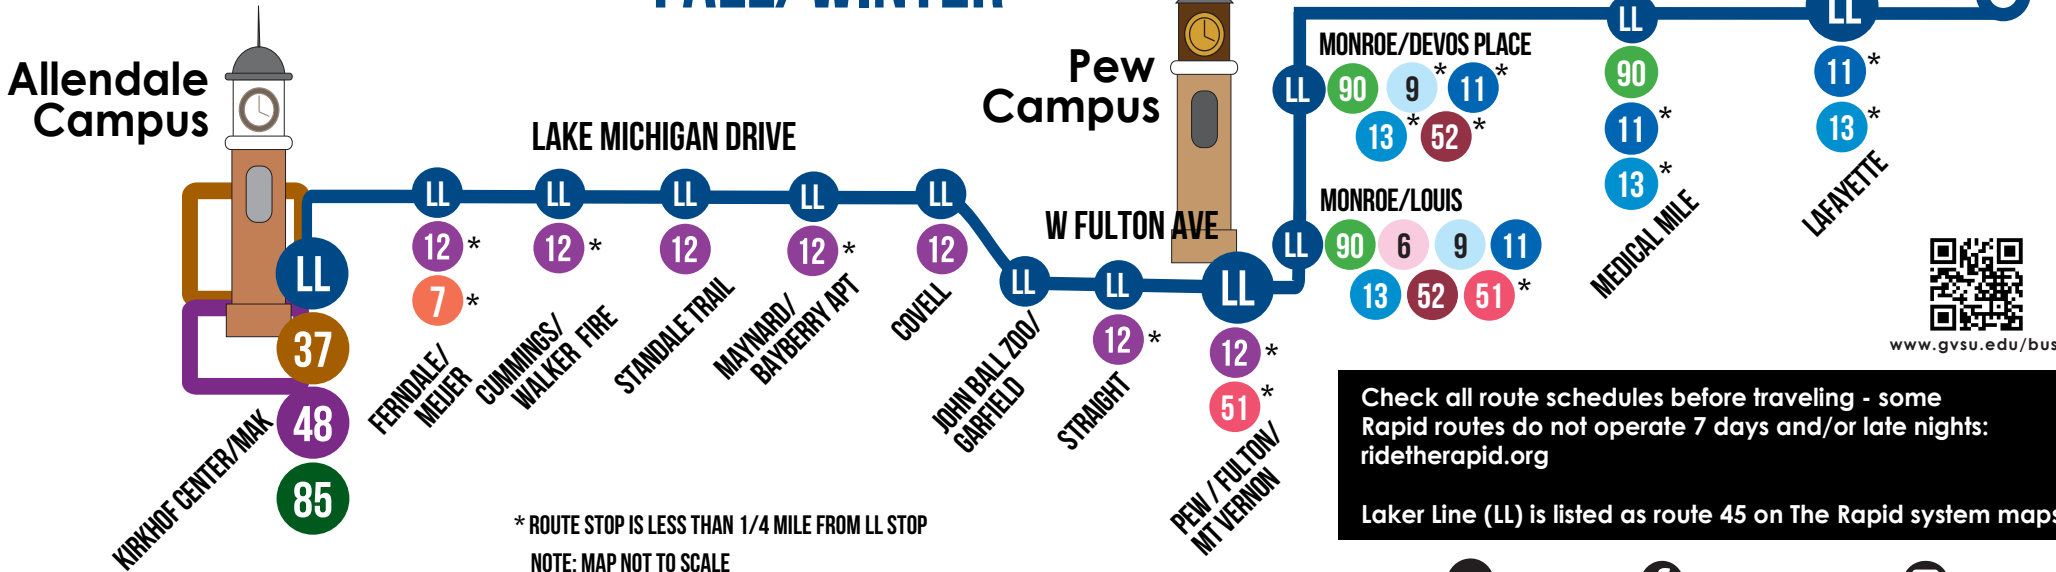 FALL/WINTER
Allendale
Campus
LAKE MICHIGAN DRIVE
LL
37
48
85
KIRKHOF CENTER/MAK
LL
12 *
7 *
FERNDALE/
MEIJER
LL
12 *
CUMMINGS/
WALKER FIRE
LL
12
STANDALE TRAIL
LL
12 *
MAYNARD/
BAYBERRY APT
LL
12
COVELL
LL
JOHN BALL ZOO/
GARFIELD
LL
12 *
STRAIGHT
Pew
Campus
W FULTON AVE
LL
12 *
51 *
PEW / FULTON/
MT VERNON
MONROE/LOUIS
LL 90 6 9 11
13 52 51 *
MONROE/DEVOS PLACE
LL 90 9 * 11 *
13 * 52 *
LL
90
11 *
13 *
MEDICAL MILE
LL
11 *
13 *
LAFAYETTE
www.gvsu.edu/bus
Check all route schedules before traveling - some
Rapid routes do not operate 7 days and/or late nights:
ridetherapid.org
Laker Line (LL) is listed as route 45 on The Rapid system maps
* ROUTE STOP IS LESS THAN 1/4 MILE FROM LL STOP
NOTE: MAP NOT TO SCALE